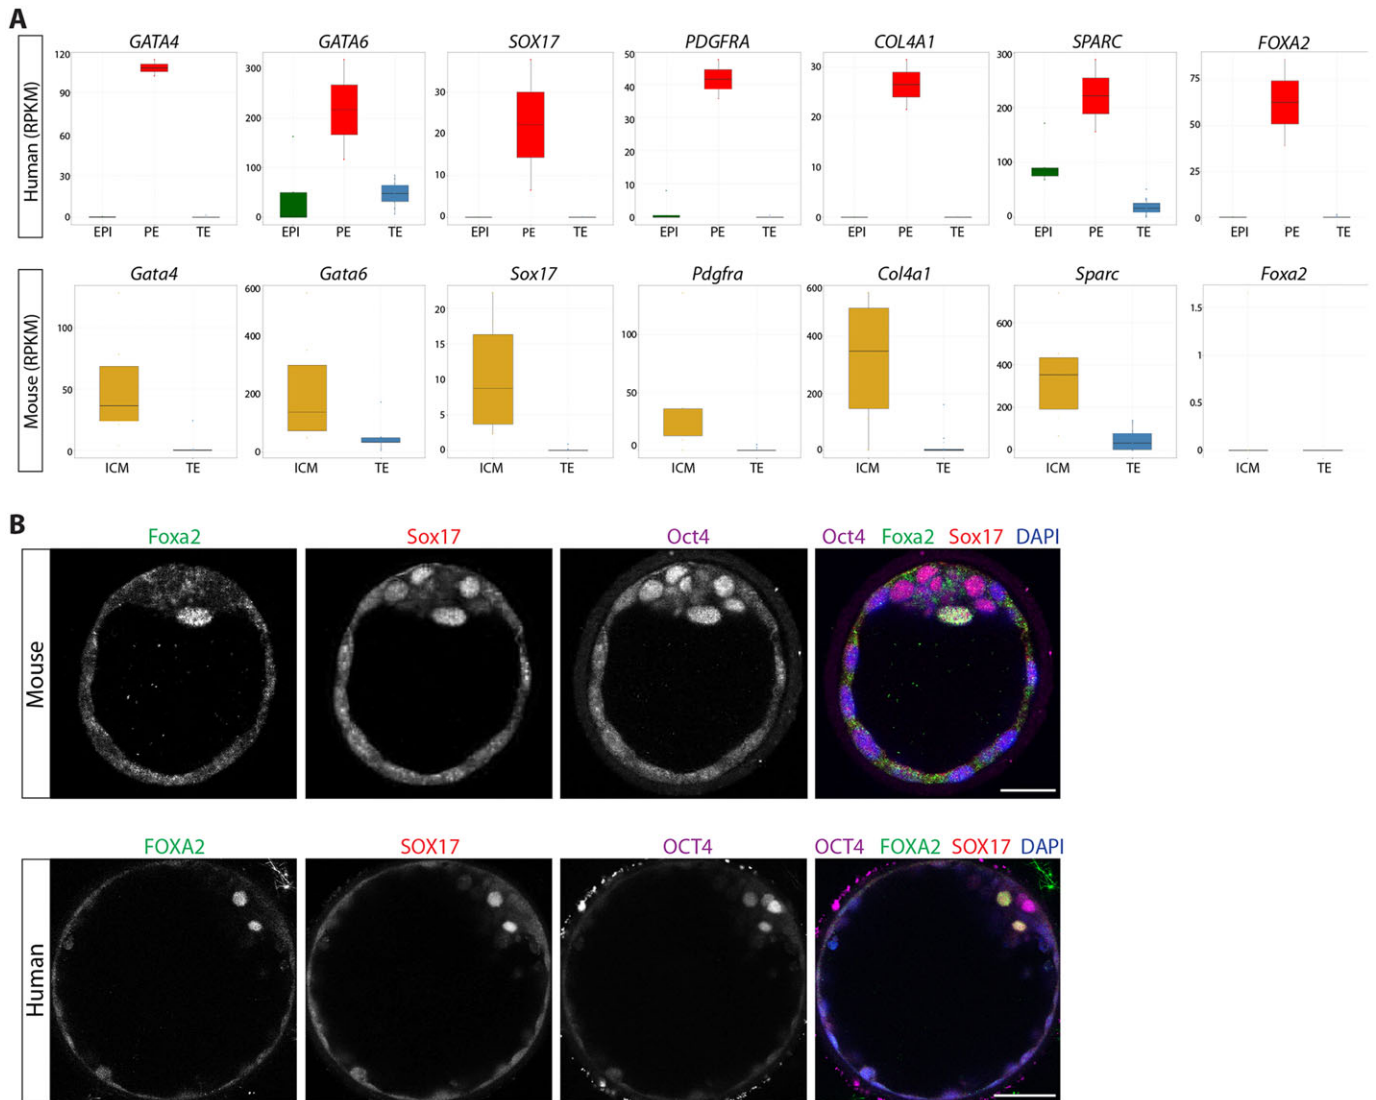 A
Human (RPKM)
GATA4 GATA6 SOX17 PDGFRA COL4A1 SPARC FOXA2
120 90 60 30 0
300 200 100 0
30 20 10 0
50 40 30 20 10 0
30 20 10 0
300 200 100 0
75 50 25 0
EPI PE TE EPI PE TE EPI PE TE EPI PE TE EPI PE TE EPI PE TE EPI PE TE
Mouse (RPKM)
Gata4 Gata6 Sox17 Pdgfra Col4a1 Sparc Foxa2
100 50 0
600 400 200 0
20 15 10 5 0
100 50 0
600 400 200 0
600 400 200 0
1.5 1 0.5 0
ICM TE ICM TE ICM TE ICM TE ICM TE ICM TE ICM TE
B
Mouse
Foxa2 Sox17 Oct4 Oct4 Foxa2 Sox17 DAPI
Human
FOXA2 SOX17 OCT4 OCT4 FOXA2 SOX17 DAPI